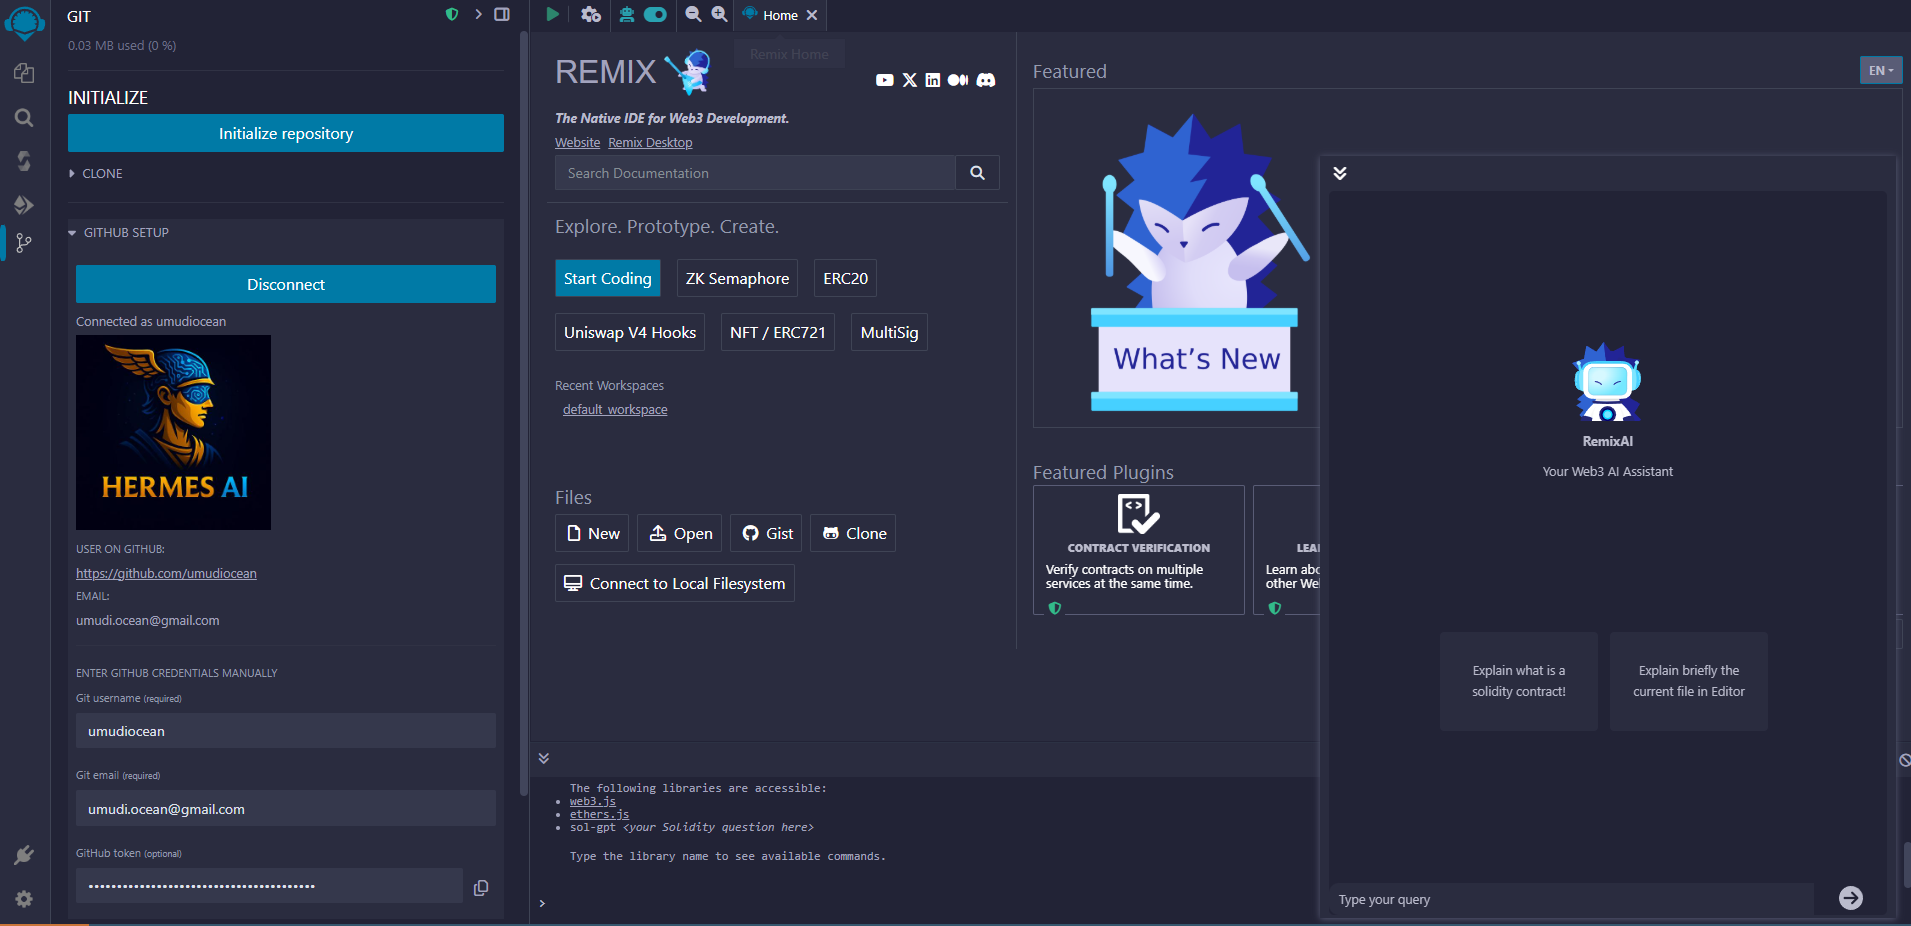 GIT
0.03 MB used (0 %)
INITIALIZE
Initialize repository
CLONE
GITHUB SETUP
Disconnect
Connected as umudiocean
HERMES AI
USER ON GITHUB:
https://github.com/umudiocean
EMAIL:
umudi.ocean@gmail.com
ENTER GITHUB CREDENTIALS MANUALLY
Git username (required)
umudiocean
Git email (required)
umudi.ocean@gmail.com
GitHub token (optional)
••••••••••••••••••••••••••••••••••••••••
Home
Remix Home
REMIX
The Native IDE for Web3 Development.
Website Remix Desktop
Search Documentation
Explore. Prototype. Create.
Start Coding
ZK Semaphore
ERC20
Uniswap V4 Hooks
NFT / ERC721
MultiSig
Recent Workspaces
default_workspace
Files
New
Open
Gist
Clone
Connect to Local Filesystem
Featured
EN
What's New
Featured Plugins
CONTRACT VERIFICATION
Verify contracts on multiple
services at the same time.
LEA
Learn abc
other Wel
The following libraries are accessible:
• web3.js
• ethers.js
• sol-gpt <your Solidity question here>
Type the library name to see available commands.
>
RemixAI
Your Web3 AI Assistant
Explain what is a
solidity contract!
Explain briefly the
current file in Editor
Type your query